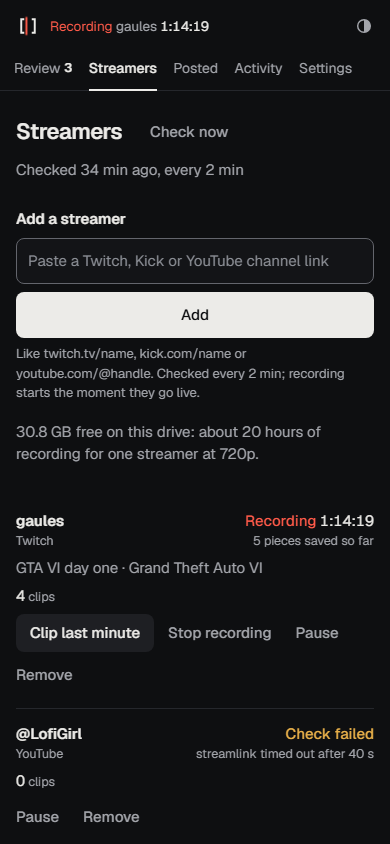 Recording gaules 1:14:19
Review 3 Streamers Posted Activity Settings
Streamers Check now
Checked 34 min ago, every 2 min
Add a streamer
Paste a Twitch, Kick or YouTube channel link
Add
Like twitch.tv/name, kick.com/name or
youtube.com/@handle. Checked every 2 min; recording
starts the moment they go live.
30.8 GB free on this drive: about 20 hours of
recording for one streamer at 720p.
gaules Recording 1:14:19
Twitch 5 pieces saved so far
GTA VI day one · Grand Theft Auto VI
4 clips
Clip last minute Stop recording Pause
Remove
@LofiGirl Check failed
YouTube streamlink timed out after 40 s
0 clips
Pause Remove